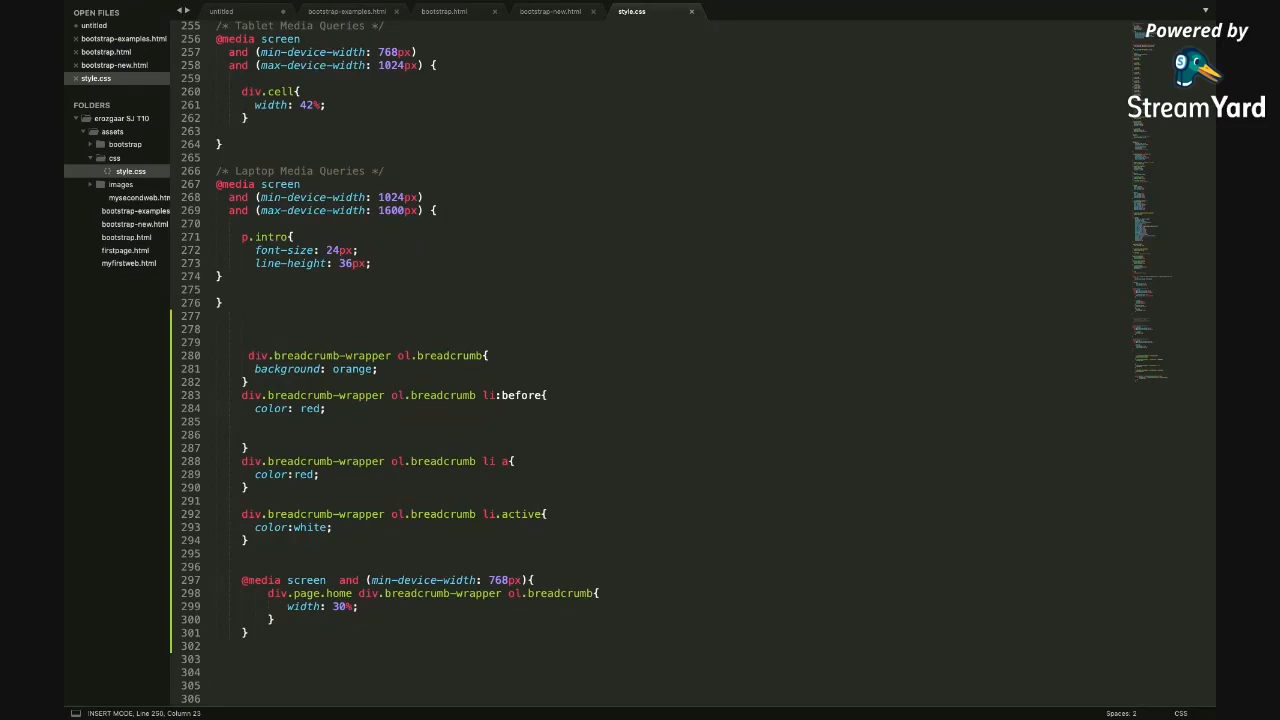 OPEN FILES
untitled
bootstrap-examples.html
bootstrap.html
bootstrap-new.html
style.css
FOLDERS
erozgaar SJ T10
assets
bootstrap
css
style.css
images
mysecondweb.htm
bootstrap-examples
bootstrap-new.html
bootstrap.html
firstpage.html
myfirstweb.html
untitled
bootstrap-examples.html
bootstrap.html
bootstrap-new.html
style.css
255 /* Tablet Media Queries */
256 @media screen
257 and (min-device-width: 768px)
258 and (max-device-width: 1024px) {
259
260 div.cell{
261 width: 42%;
262 }
263
264 }
265
266 /* Laptop Media Queries */
267 @media screen
268 and (min-device-width: 1024px)
269 and (max-device-width: 1600px) {
270
271 p.intro{
272 font-size: 24px;
273 line-height: 36px;
274 }
275
276 }
277
278
279
280 div.breadcrumb-wrapper ol.breadcrumb{
281 background: orange;
282 }
283 div.breadcrumb-wrapper ol.breadcrumb li:before{
284 color: red;
285
286
287 }
288 div.breadcrumb-wrapper ol.breadcrumb li a{
289 color:red;
290 }
291
292 div.breadcrumb-wrapper ol.breadcrumb li.active{
293 color:white;
294 }
295
296
297 @media screen  and (min-device-width: 768px){
298 div.page.home div.breadcrumb-wrapper ol.breadcrumb{
299 width: 30%;
300 }
301 }
302
303
304
305
306
Powered by
StreamYard
INSERT MODE, Line 250, Column 23
Spaces: 2
CSS